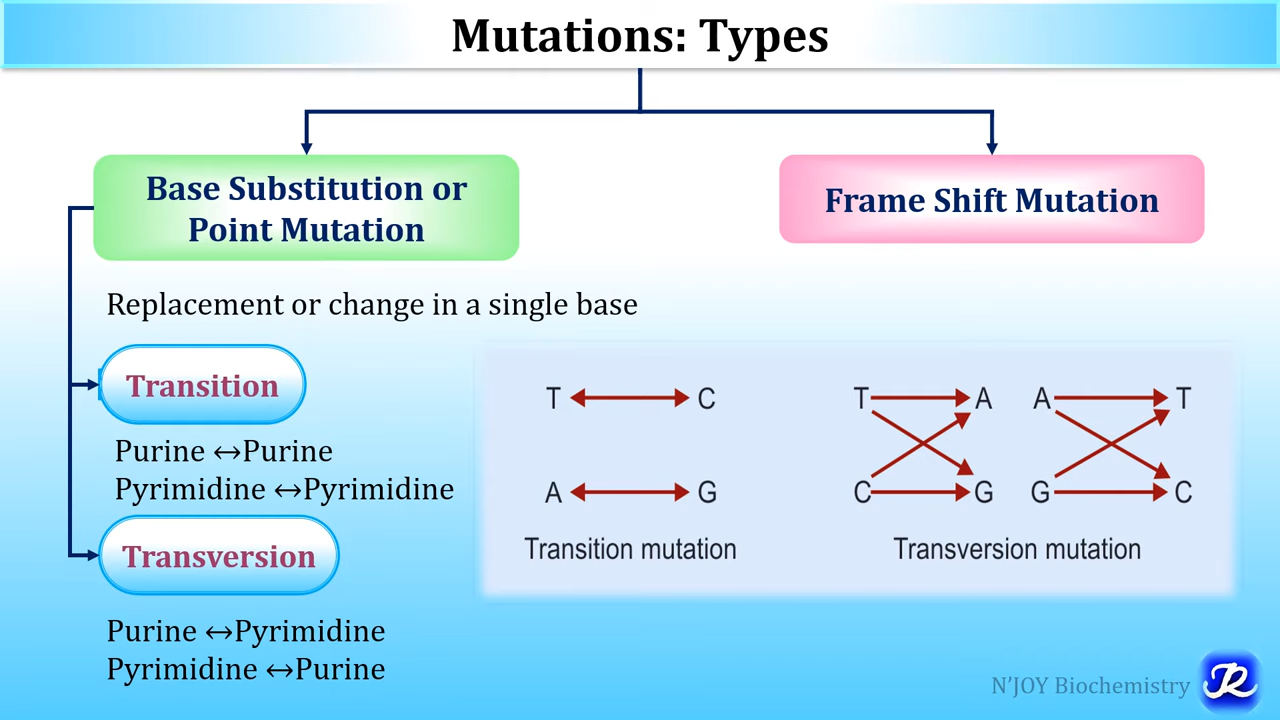 Mutations: Types
Base Substitution or
Point Mutation
Frame Shift Mutation
Replacement or change in a single base
Transition
Purine ↔Purine
Pyrimidine ↔Pyrimidine
Transversion
Purine ↔Pyrimidine
Pyrimidine ↔Purine
T C
A G
Transition mutation
T A A T
C G G C
Transversion mutation
N'JOY Biochemistry